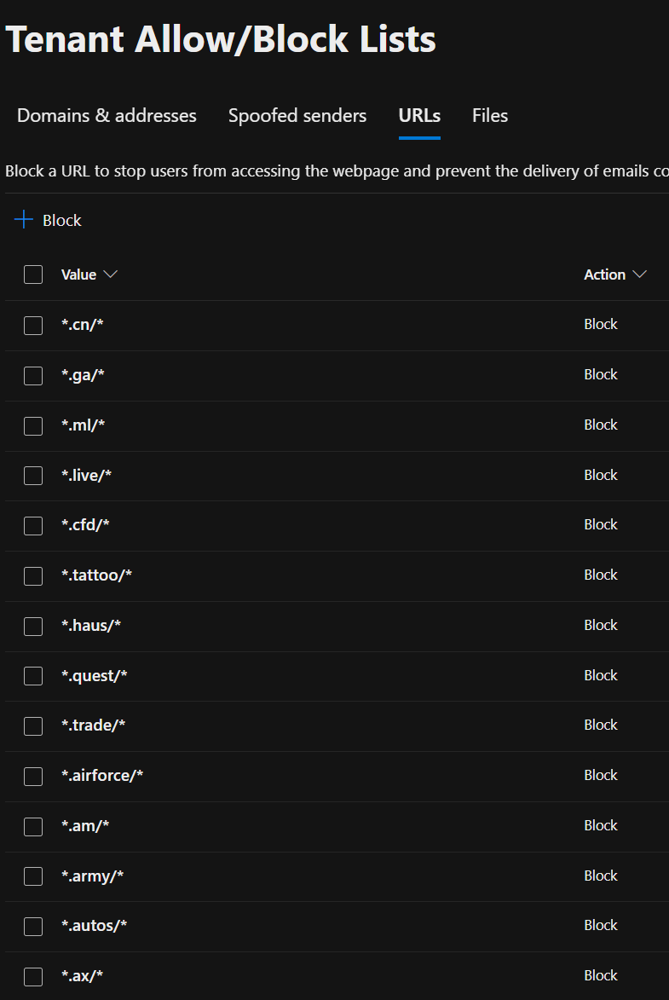 Tenant Allow/Block Lists
Domains & addresses Spoofed senders URLs Files
Block a URL to stop users from accessing the webpage and prevent the delivery of emails co
Block
Value Action
*.cn/* Block
*.ga/* Block
*.ml/* Block
*.live/* Block
*.cfd/* Block
*.tattoo/* Block
*.haus/* Block
*.quest/* Block
*.trade/* Block
*.airforce/* Block
*.am/* Block
*.army/* Block
*.autos/* Block
*.ax/* Block